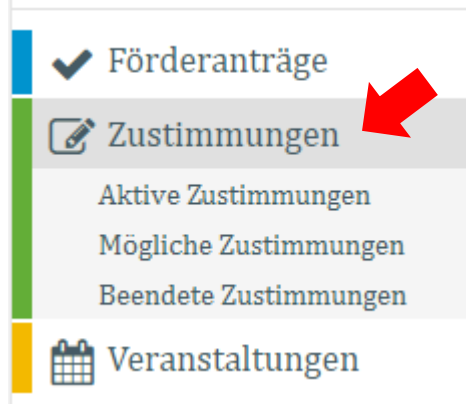 Förderanträge
Zustimmungen
Aktive Zustimmungen
Mögliche Zustimmungen
Beendete Zustimmungen
Veranstaltungen